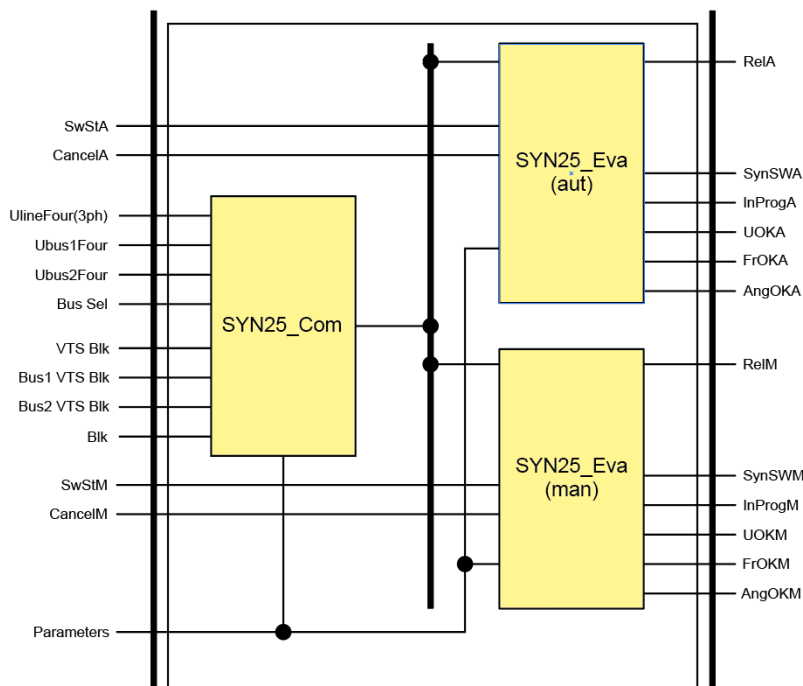 RelA
SwStA
CancelA
SYN25_Eva
(aut)
SynSWA
InProgA
UOKA
FrOKA
AngOKA
UlineFour(3ph)
Ubus1Four
Ubus2Four
Bus Sel
SYN25_Com
VTS Blk
Bus1 VTS Blk
Bus2 VTS Blk
Blk
RelM
SwStM
CancelM
SYN25_Eva
(man)
SynSWM
InProgM
UOKM
FrOKM
AngOKM
Parameters